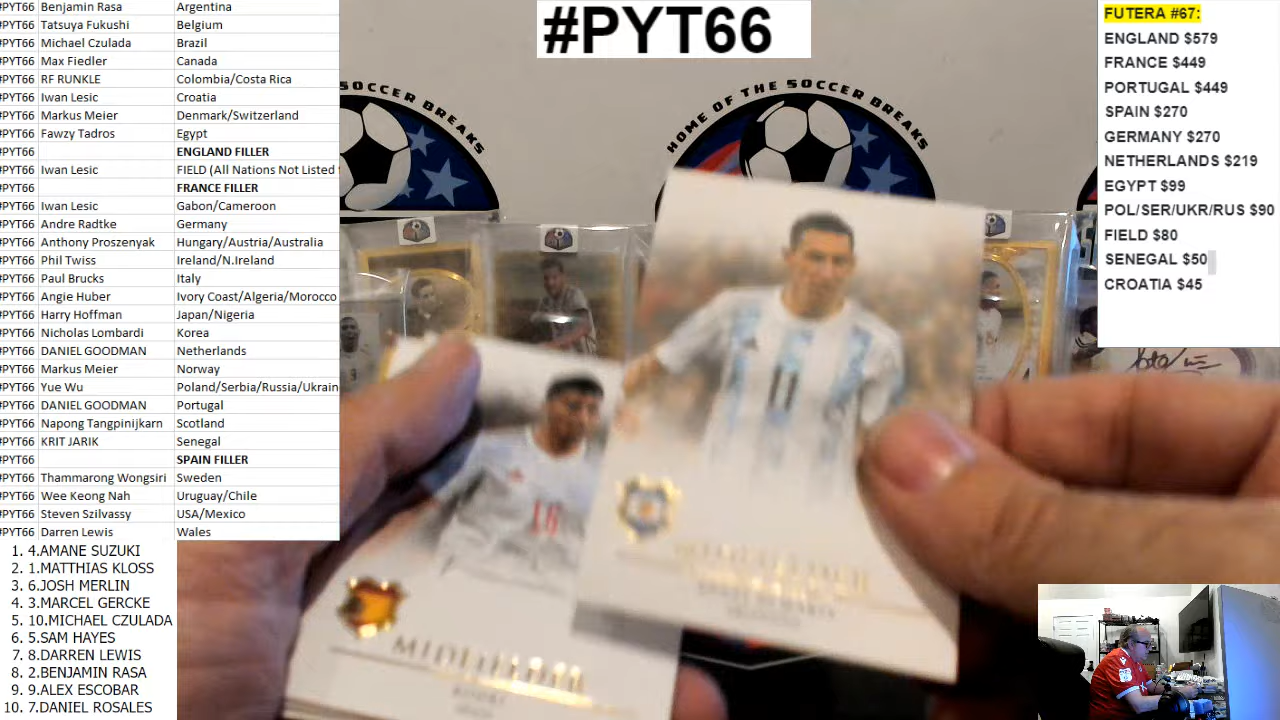 #PYT66 Benjamin Rasa Argentina
#PYT66 Tatsuya Fukushi Belgium
#PYT66 Michael Czulada Brazil
#PYT66 Max Fiedler Canada
#PYT66 RF RUNKLE Colombia/Costa Rica
#PYT66 Iwan Lesic Croatia
#PYT66 Markus Meier Denmark/Switzerland
#PYT66 Fawzy Tadros Egypt
#PYT66 ENGLAND FILLER
#PYT66 Iwan Lesic FIELD (All Nations Not Listed
#PYT66 FRANCE FILLER
#PYT66 Iwan Lesic Gabon/Cameroon
#PYT66 Andre Radtke Germany
#PYT66 Anthony Proszenyak Hungary/Austria/Australia
#PYT66 Phil Twiss Ireland/N.Ireland
#PYT66 Paul Brucks Italy
#PYT66 Angie Huber Ivory Coast/Algeria/Morocco
#PYT66 Harry Hoffman Japan/Nigeria
#PYT66 Nicholas Lombardi Korea
#PYT66 DANIEL GOODMAN Netherlands
#PYT66 Markus Meier Norway
#PYT66 Yue Wu Poland/Serbia/Russia/Ukrain
#PYT66 DANIEL GOODMAN Portugal
#PYT66 Napong Tangpinijkarn Scotland
#PYT66 KRIT JARIK Senegal
#PYT66 SPAIN FILLER
#PYT66 Thammarong Wongsiri Sweden
#PYT66 Wee Keong Nah Uruguay/Chile
#PYT66 Steven Szilvassy USA/Mexico
#PYT66 Darren Lewis Wales
1. 4.AMANE SUZUKI
2. 1.MATTHIAS KLOSS
3. 6.JOSH MERLIN
4. 3.MARCEL GERCKE
5. 10.MICHAEL CZULADA
6. 5.SAM HAYES
7. 8.DARREN LEWIS
8. 2.BENJAMIN RASA
9. 9.ALEX ESCOBAR
10. 7.DANIEL ROSALES
#PYT66
SOCCER BREAKS
HOME OF THE SOCCER BREAKS
11
16
MIDFIELDER
FUTERA #67:
ENGLAND $579
FRANCE $449
PORTUGAL $449
SPAIN $270
GERMANY $270
NETHERLANDS $219
EGYPT $99
POL/SER/UKR/RUS $90
FIELD $80
SENEGAL $50
CROATIA $45